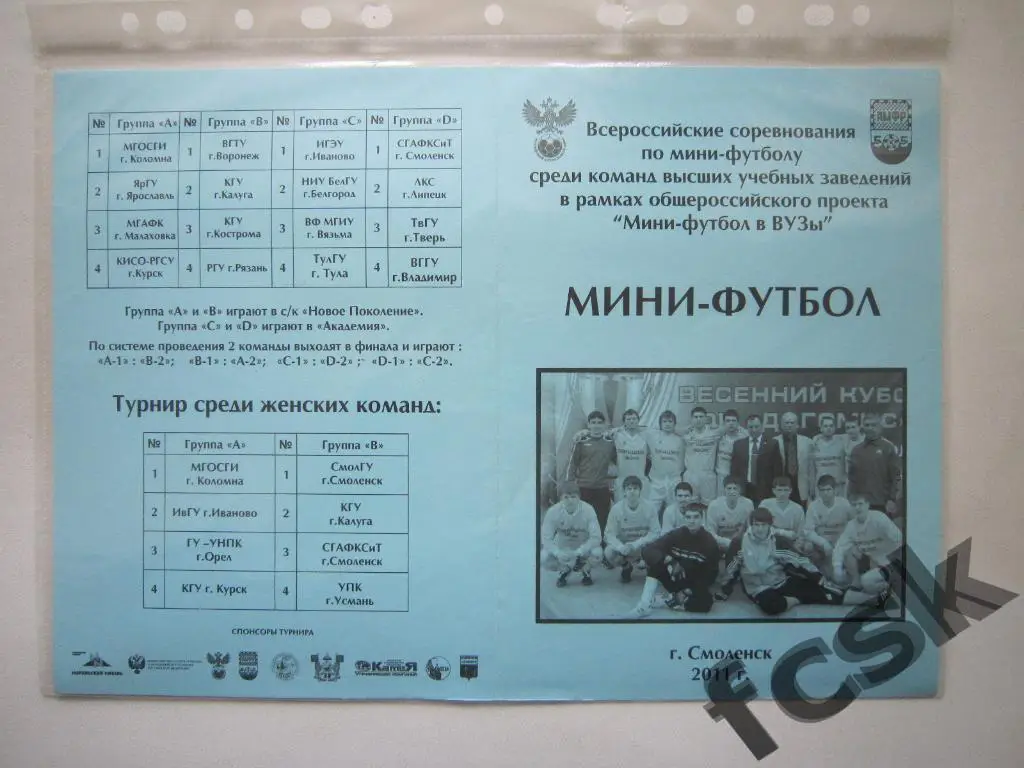 № Группа «А» № Группа «В» № Группа «С» № Группа «D»
1 МГОСГИ г. Коломна 1 ВГТУ г.Воронеж 1 ИГЭУ г.Иваново 1 СГАФКСиТ г. Смоленск
2 ЯрГУ г. Ярославль 2 КГУ г.Калуга 2 НИУ БелГУ г.Белгород 2 ЛКС г.Липецк
3 МГАФК г. Малаховка 3 КГУ г.Кострома 3 ВФ МГИУ г. Вязьма 3 ТвГУ г.Тверь
4 КИСО-РГСУ г.Курск 4 РГУ г.Рязань 4 ТулГУ г. Тула 4 ВГГУ г.Владимир
Группа «А» и «В» играют в с/к «Новое Поколение».
Группа «С» и «D» играют в «Академия».
По системе проведения 2 команды выходят в финала и играют :
«А-1» : «В-2»; «В-1» : «А-2»; «С-1» : «D-2» ;" «D-1» : «С-2».
Турнир среди женских команд:
№ Группа «А» № Группа «В»
1 МГОСГИ г. Коломна 1 СмолГУ г.Смоленск
2 ИвГУ г.Иваново 2 КГУ г.Калуга
3 ГУ –УНПК г.Орел 3 СГАФКСиТ г.Смоленск
4 КГУ г. Курск 4 УПК г.Усмань
СПОНСОРЫ ТУРНИРА
КамеЯ
Всероссийские соревнования
по мини-футболу
среди команд высших учебных заведений
в рамках общероссийского проекта
"Мини-футбол в ВУЗы"
АМФР
5 5
МИНИ-ФУТБОЛ
ВЕСЕННИЙ КУБО
г. Смоленск
2011 г.
fCSK